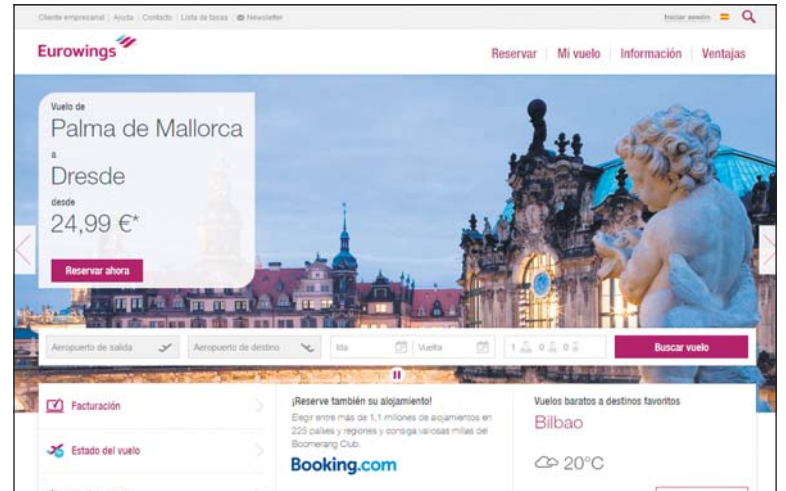 Cliente empresarial | Ayuda | Contacto | Lista de tasas | Newsletter
Iniciar sesión
Eurowings
Reservar | Mi vuelo | Información | Ventajas
Vuelo de
Palma de Mallorca
a
Dresde
desde
24,99 €*
Reservar ahora
Aeropuerto de salida
Aeropuerto de destino
Ida
Vuelta
1 0 0
Buscar vuelo
Facturación
Estado del vuelo
¡Reserve también su alojamiento!
Elegir entre más de 1,1 millones de alojamientos en
225 países y regiones y consiga valiosas millas del
Boomerang Club.
Booking.com
Vuelos baratos a destinos favoritos
Bilbao
20°C